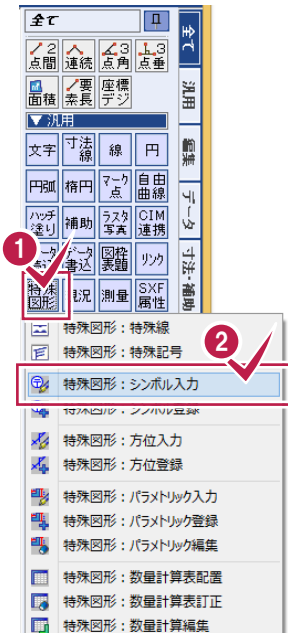 全て
全て
2点間 連続 3点角 1.3点垂
面積 要素長 座標デジ
汎用
▼ 汎用
文字 寸法線 線 円
編集
円弧 楕円 マーク点 自由曲線
データ
ハッチ塗り 補助 ラスタ写真 CIM連携
寸法・補助
書込 図枠表題 リンク
1
特殊図形 現況 測量 SXF属性
特殊図形：特殊線
2
特殊図形：特殊記号
特殊図形：シンボル入力
特殊図形：シンボル登録
特殊図形：方位入力
特殊図形：方位登録
特殊図形：パラメトリック入力
特殊図形：パラメトリック登録
特殊図形：パラメトリック編集
特殊図形：数量計算表配置
特殊図形：数量計算表訂正
特殊図形：数量計算編集